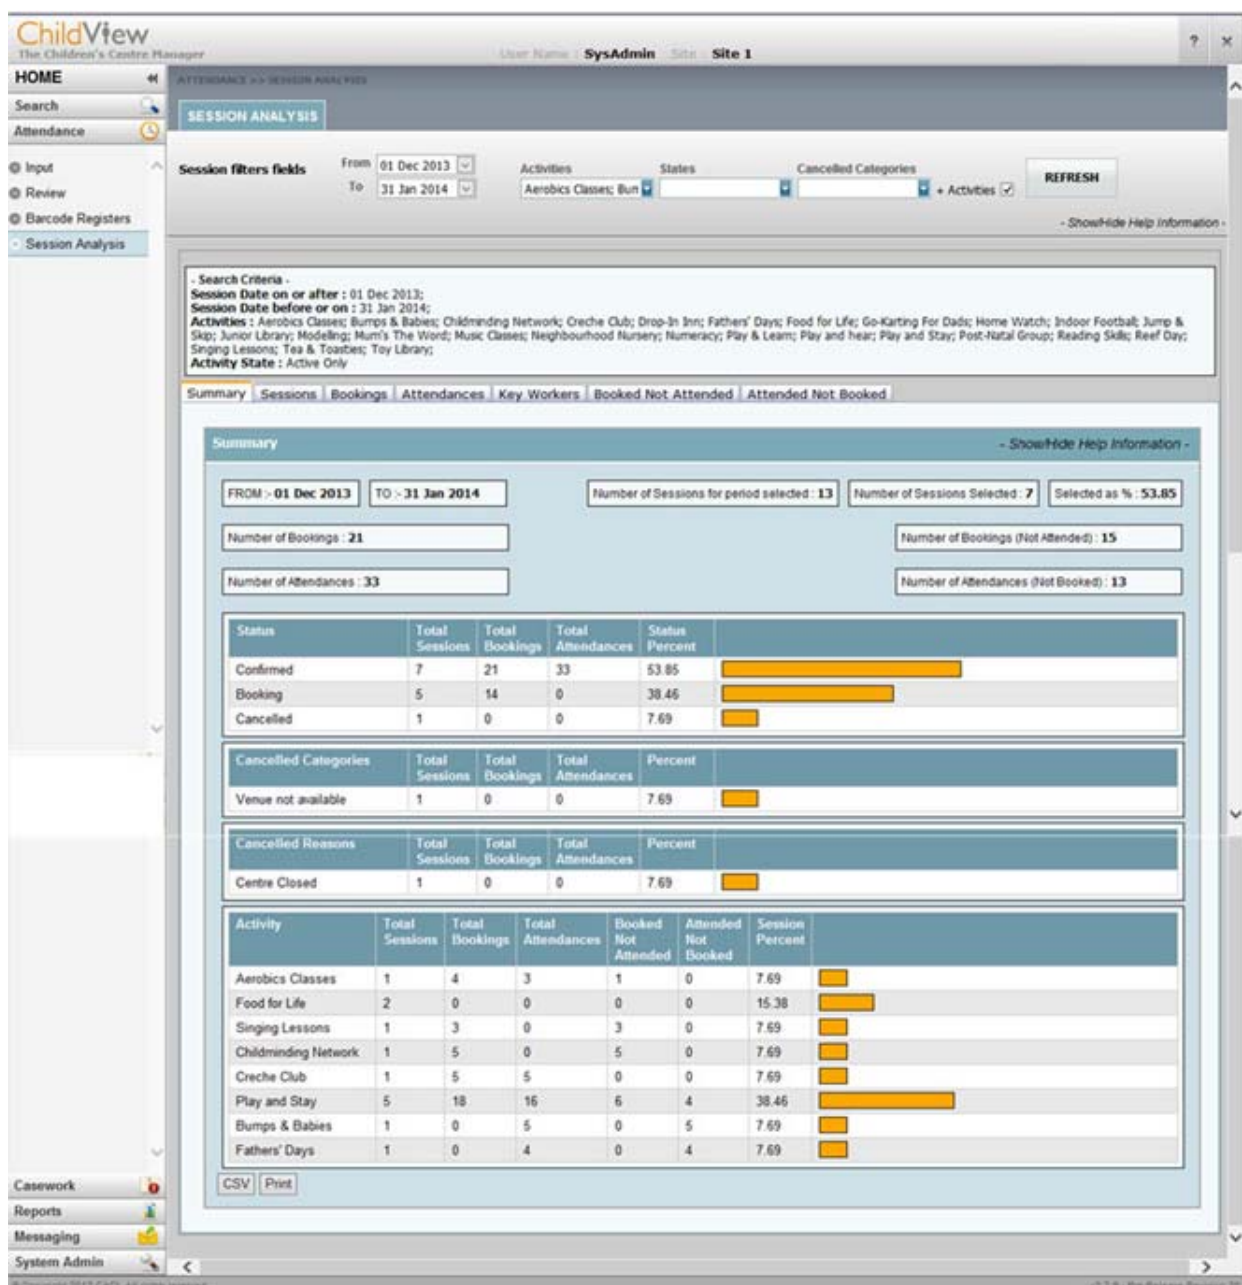 ChildView
The Children's Centre Manager
User Name : SysAdmin Site : Site 1
? ×
HOME
Search
Attendance
Input
Review
Barcode Registers
Session Analysis
ATTENDANCE >> SESSION ANALYSIS
SESSION ANALYSIS
Session filters fields
From 01 Dec 2013
To 31 Jan 2014
Activities States Cancelled Categories
Aerobics Classes; Bum
+ Activities
REFRESH
- Show/Hide Help Information -
- Search Criteria -
Session Date on or after : 01 Dec 2013;
Session Date before or on : 31 Jan 2014;
Activities : Aerobics Classes; Bumps & Babies; Childminding Network; Creche Club; Drop-In Inn; Fathers' Days; Food for Life; Go-Karting For Dads; Home Watch; Indoor Football; Jump &
Skip; Junior Library; Modelling; Mum's The Word; Music Classes; Neighbourhood Nursery; Numeracy; Play & Learn; Play and hear; Play and Stay; Post-Natal Group; Reading Skills; Reef Day;
Singing Lessons; Tea & Toasties; Toy Library;
Activity State : Active Only
Summary Sessions Bookings Attendances Key Workers Booked Not Attended Attended Not Booked
Summary - Show/Hide Help Information -
FROM :- 01 Dec 2013 TO :- 31 Jan 2014 Number of Sessions for period selected : 13 Number of Sessions Selected : 7 Selected as % : 53.85
Number of Bookings : 21 Number of Bookings (Not Attended) : 15
Number of Attendances : 33 Number of Attendances (Not Booked) : 13
Status Total Sessions Total Bookings Total Attendances Status Percent
Confirmed 7 21 33 53.85
Booking 5 14 0 38.46
Cancelled 1 0 0 7.69
Cancelled Categories Total Sessions Total Bookings Total Attendances Percent
Venue not available 1 0 0 7.69
Cancelled Reasons Total Sessions Total Bookings Total Attendances Percent
Centre Closed 1 0 0 7.69
Activity Total Sessions Total Bookings Total Attendances Booked Not Attended Attended Not Booked Session Percent
Aerobics Classes 1 4 3 1 0 7.69
Food for Life 2 0 0 0 0 15.38
Singing Lessons 1 3 0 3 0 7.69
Childminding Network 1 5 0 5 0 7.69
Creche Club 1 5 5 0 0 7.69
Play and Stay 5 18 16 6 4 38.46
Bumps & Babies 1 0 5 0 5 7.69
Fathers' Days 1 0 4 0 4 7.69
CSV Print
Casework
Reports
Messaging
System Admin